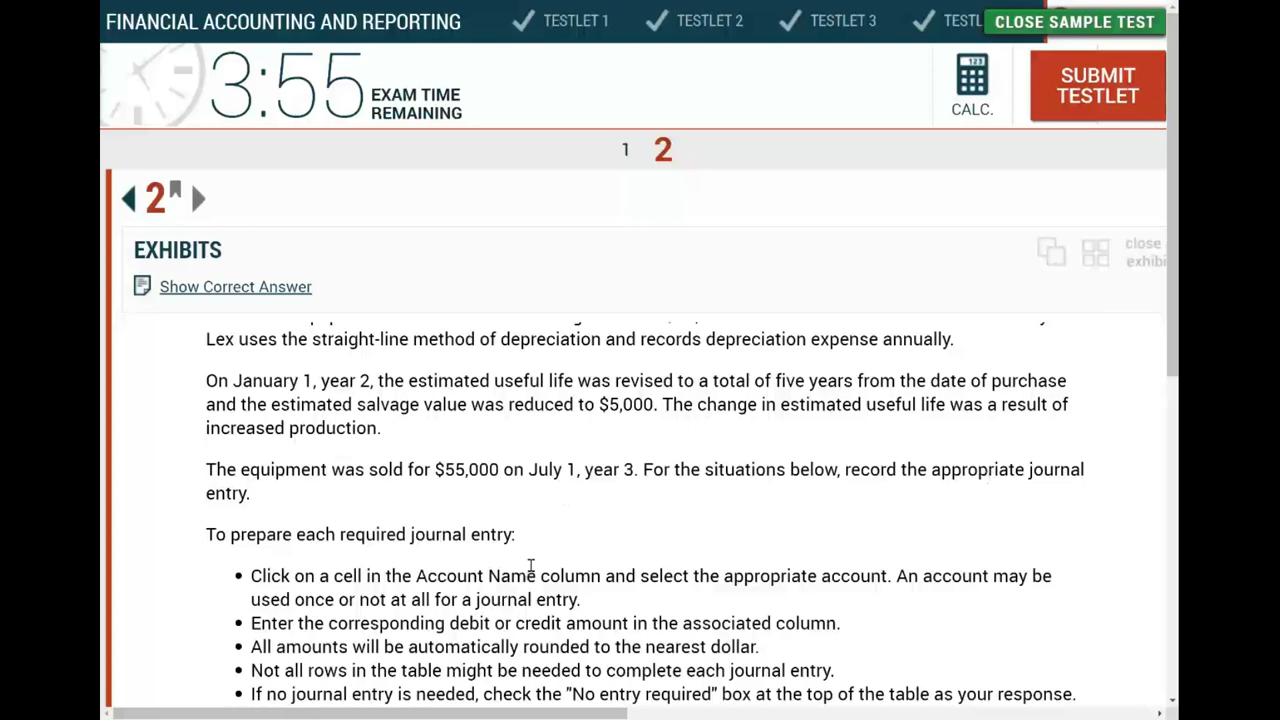 FINANCIAL ACCOUNTING AND REPORTING
TESTLET 1
TESTLET 2
TESTLET 3
TESTL
CLOSE SAMPLE TEST
3:55
EXAM TIME
REMAINING
123
CALC.
SUBMIT
TESTLET
1 2
2
EXHIBITS
close
exhibi
Show Correct Answer
Lex uses the straight-line method of depreciation and records depreciation expense annually.
On January 1, year 2, the estimated useful life was revised to a total of five years from the date of purchase
and the estimated salvage value was reduced to $5,000. The change in estimated useful life was a result of
increased production.
The equipment was sold for $55,000 on July 1, year 3. For the situations below, record the appropriate journal
entry.
To prepare each required journal entry:
• Click on a cell in the Account Name column and select the appropriate account. An account may be
used once or not at all for a journal entry.
• Enter the corresponding debit or credit amount in the associated column.
• All amounts will be automatically rounded to the nearest dollar.
• Not all rows in the table might be needed to complete each journal entry.
• If no journal entry is needed, check the "No entry required" box at the top of the table as your response.